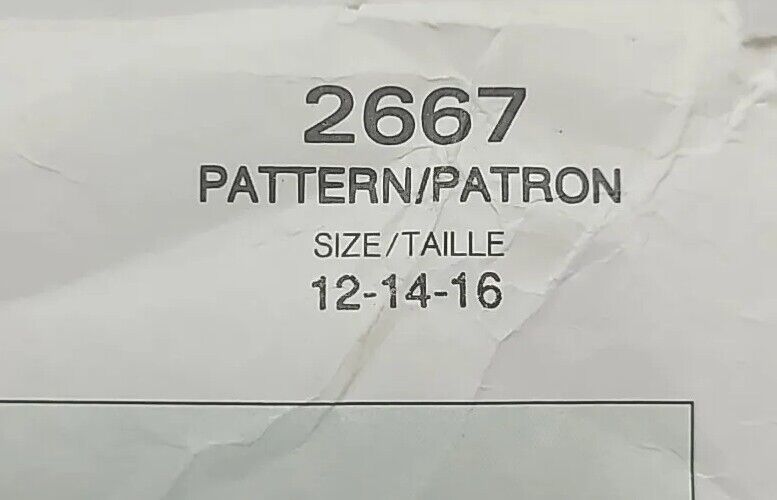 2667
PATTERN/PATRON
SIZE/TAILLE
12-14-16